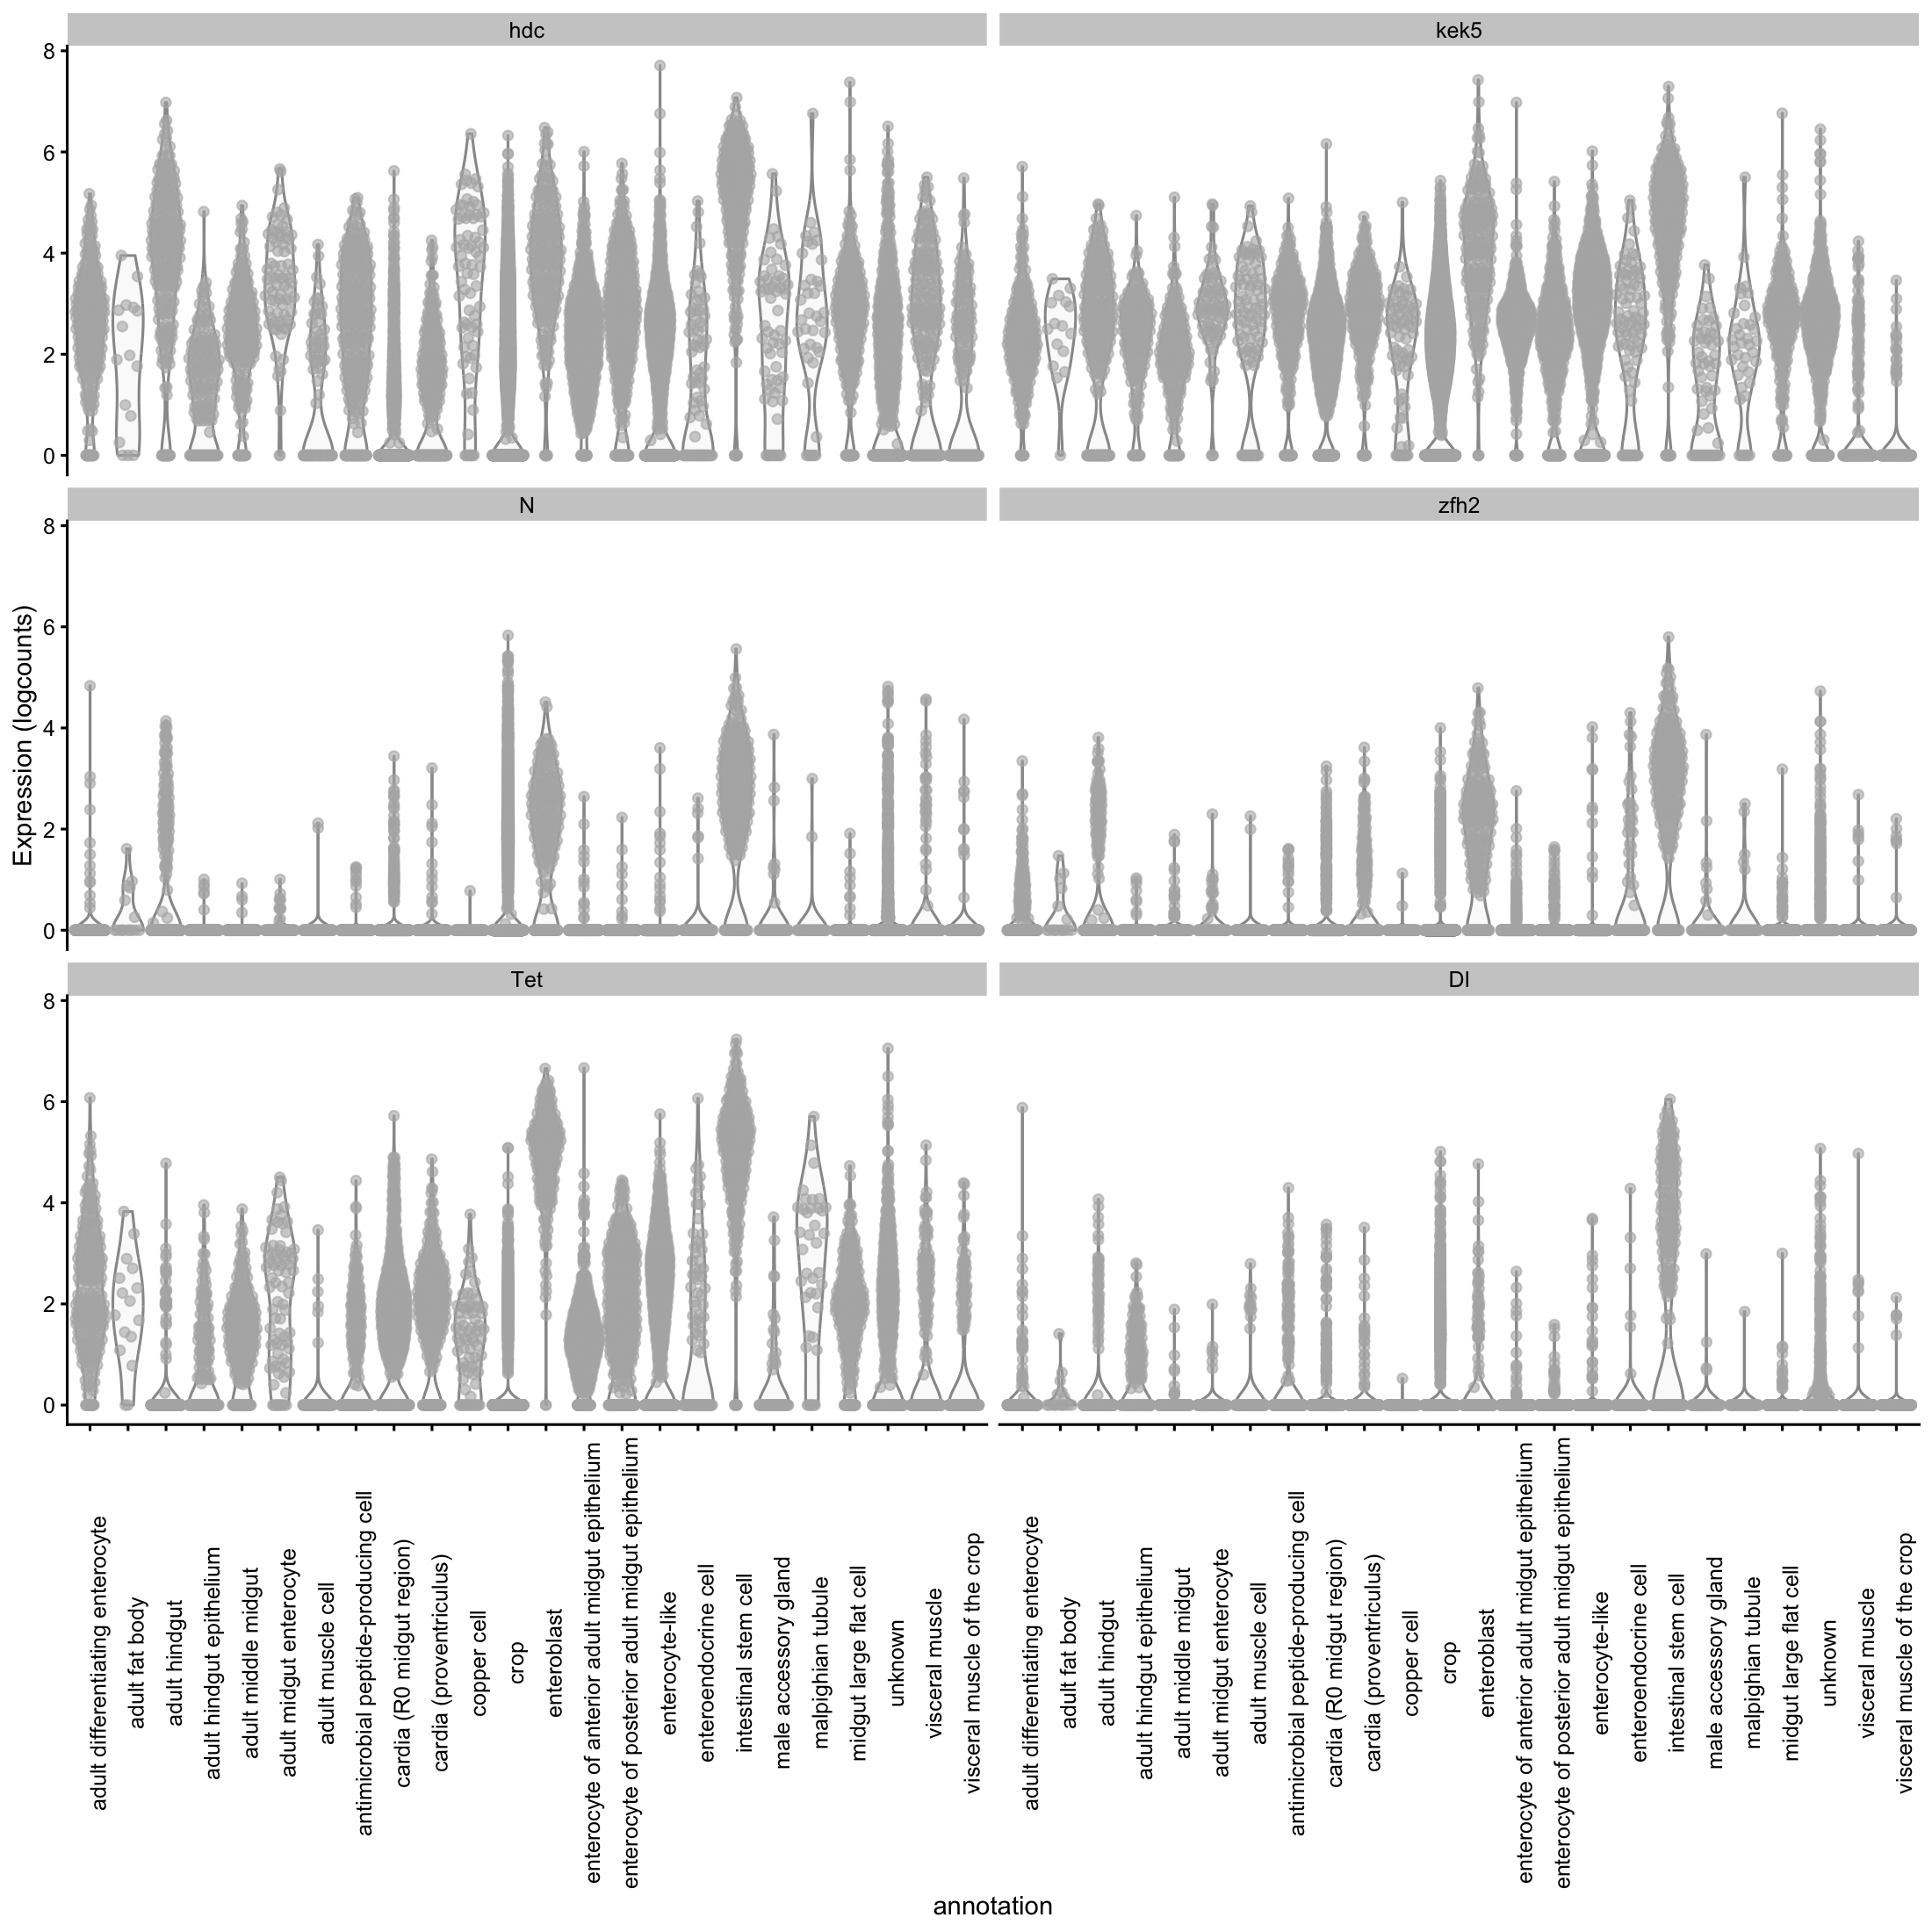 hdc
kek5
8
6
4
2
0
N
zfh2
8
6
4
2
0
Expression (logcounts)
Tet
Dl
8
6
4
2
0
adult differentiating enterocyte
adult fat body
adult hindgut
adult hindgut epithelium
adult middle midgut
adult midgut enterocyte
adult muscle cell
antimicrobial peptide-producing cell
cardia (R0 midgut region)
cardia (proventriculus)
copper cell
crop
enteroblast
enterocyte of anterior adult midgut epithelium
enterocyte of posterior adult midgut epithelium
enterocyte-like
enteroendocrine cell
intestinal stem cell
male accessory gland
malpighian tubule
midgut large flat cell
unknown
visceral muscle
visceral muscle of the crop
adult differentiating enterocyte
adult fat body
adult hindgut
adult hindgut epithelium
adult middle midgut
adult midgut enterocyte
adult muscle cell
antimicrobial peptide-producing cell
cardia (R0 midgut region)
cardia (proventriculus)
copper cell
crop
enteroblast
enterocyte of anterior adult midgut epithelium
enterocyte of posterior adult midgut epithelium
enterocyte-like
enteroendocrine cell
intestinal stem cell
male accessory gland
malpighian tubule
midgut large flat cell
unknown
visceral muscle
visceral muscle of the crop
annotation